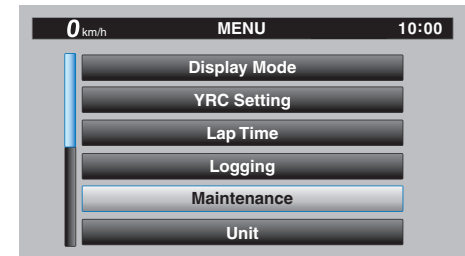 0 km/h MENU 10:00
Display Mode
YRC Setting
Lap Time
Logging
Maintenance
Unit